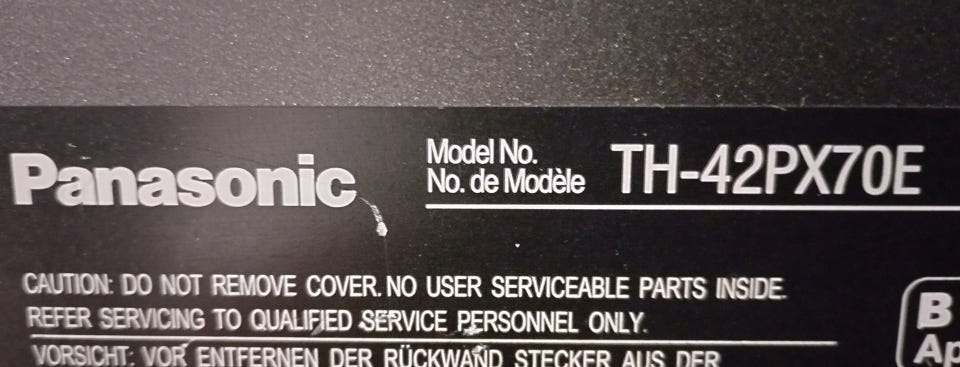 Panasonic
Model No.
No. de Modèle
TH-42PX70E
CAUTION: DO NOT REMOVE COVER. NO USER SERVICEABLE PARTS INSIDE.
REFER SERVICING TO QUALIFIED SERVICE PERSONNEL ONLY.
VORSICHT: VOR ENTFERNEN DER RÜCKWAND STECKER AUS DER
B
Ap